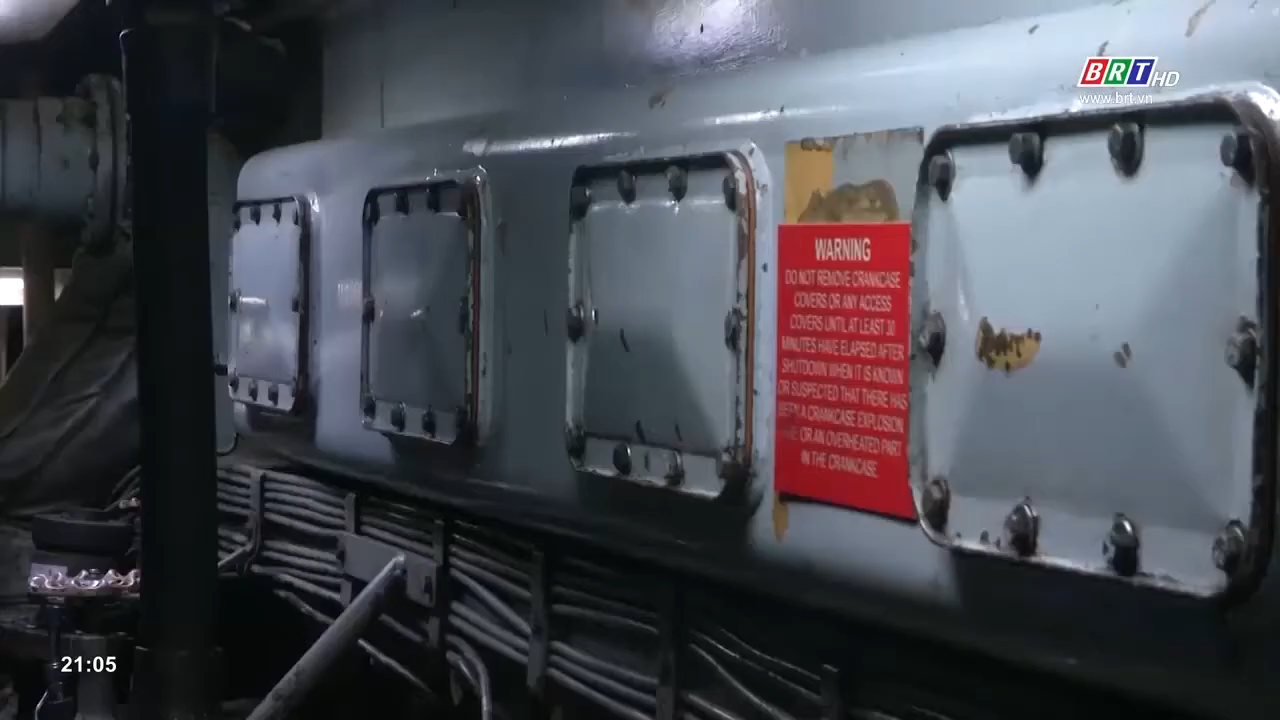 BRT HD
www.brt.vn
WARNING
DO NOT REMOVE CRANKCASE
COVERS OR ANY ACCESS
COVERS UNTIL AT LEAST 30
MINUTES HAVE ELAPSED AFTER
SHUTDOWN WHEN IT IS KNOWN
OR SUSPECTED THAT THERE HAS
BEEN A CRANKCASE EXPLOSION
OR AN OVERHEATED PART
IN THE CRANKCASE.
21:05